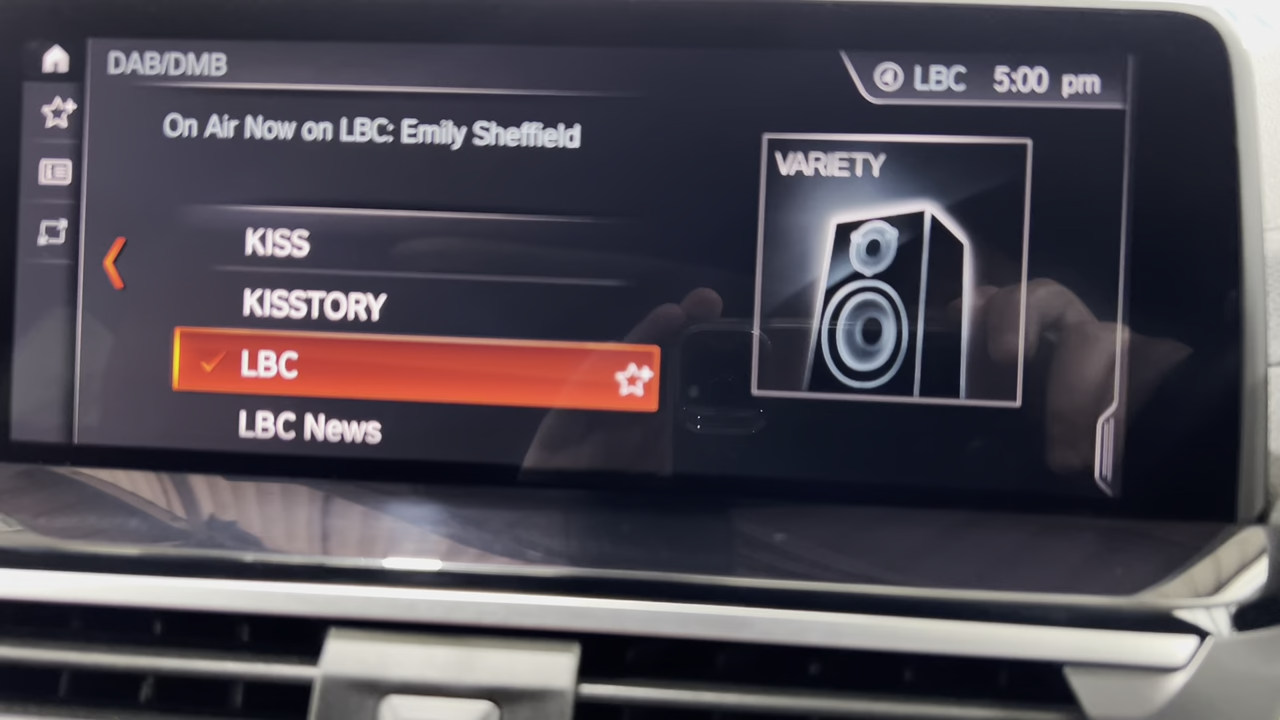 DAB/DMB
4 LBC 5:00 pm
On Air Now on LBC: Emily Sheffield
VARIETY
KISS
KISSTORY
LBC
LBC News